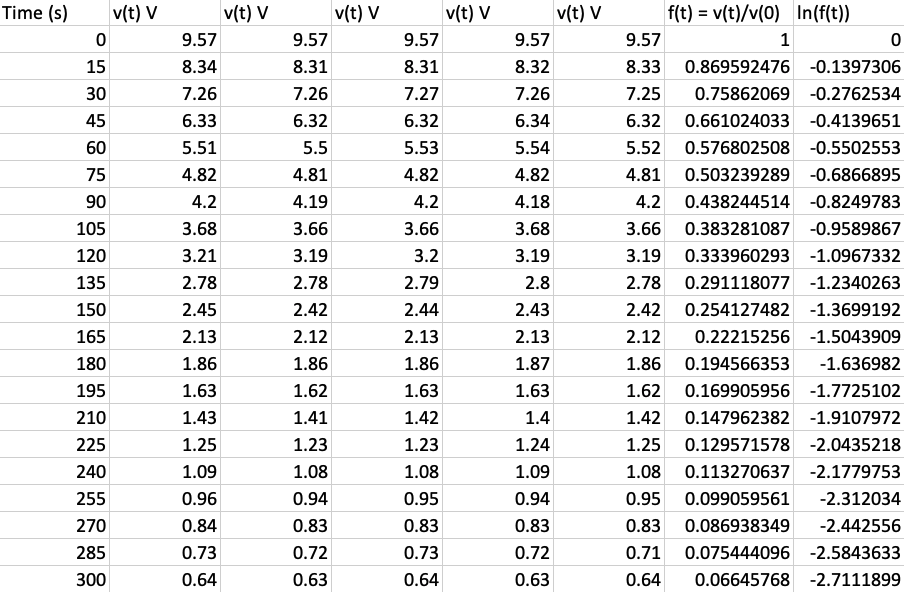 Time (s) v(t) V v(t) V v(t) V v(t) V v(t) V f(t) = v(t)/v(0) ln(f(t))
0 9.57 9.57 9.57 9.57 9.57 1 0
15 8.34 8.31 8.31 8.32 8.33 0.869592476 -0.1397306
30 7.26 7.26 7.27 7.26 7.25 0.75862069 -0.2762534
45 6.33 6.32 6.32 6.34 6.32 0.661024033 -0.4139651
60 5.51 5.5 5.53 5.54 5.52 0.576802508 -0.5502553
75 4.82 4.81 4.82 4.82 4.81 0.503239289 -0.6866895
90 4.2 4.19 4.2 4.18 4.2 0.438244514 -0.8249783
105 3.68 3.66 3.66 3.68 3.66 0.383281087 -0.9589867
120 3.21 3.19 3.2 3.19 3.19 0.333960293 -1.0967332
135 2.78 2.78 2.79 2.8 2.78 0.291118077 -1.2340263
150 2.45 2.42 2.44 2.43 2.42 0.254127482 -1.3699192
165 2.13 2.12 2.13 2.13 2.12 0.22215256 -1.5043909
180 1.86 1.86 1.86 1.87 1.86 0.194566353 -1.636982
195 1.63 1.62 1.63 1.63 1.62 0.169905956 -1.7725102
210 1.43 1.41 1.42 1.4 1.42 0.147962382 -1.9107972
225 1.25 1.23 1.23 1.24 1.25 0.129571578 -2.0435218
240 1.09 1.08 1.08 1.09 1.08 0.113270637 -2.1779753
255 0.96 0.94 0.95 0.94 0.95 0.099059561 -2.312034
270 0.84 0.83 0.83 0.83 0.83 0.086938349 -2.442556
285 0.73 0.72 0.73 0.72 0.71 0.075444096 -2.5843633
300 0.64 0.63 0.64 0.63 0.64 0.06645768 -2.7111899